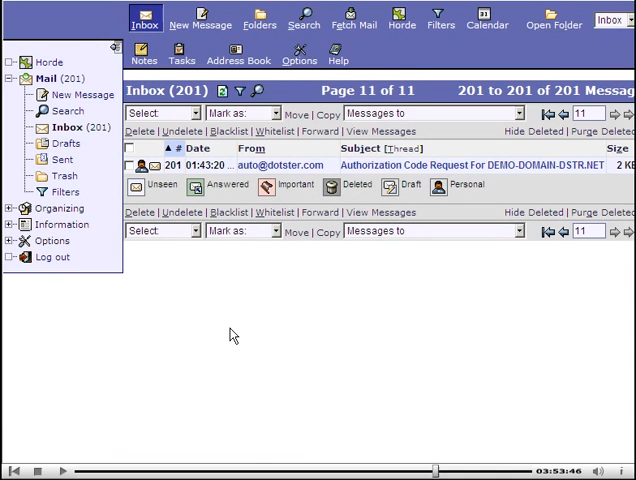 Inbox New Message Folders Search Fetch Mail Horde Filters Calendar Open Folder Inbox
Notes Tasks Address Book Options Help
Horde
Mail (201)
New Message
Search
Inbox (201)
Drafts
Sent
Trash
Filters
Organizing
Information
Options
Log out
Inbox (201) Page 11 of 11 201 to 201 of 201 Messag
Select: Mark as: Move | Copy Messages to 11
Delete | Undelete | Blacklist | Whitelist | Forward | View Messages Hide Deleted | Purge Deleted
# Date From Subject [Thread] Size
201 01:43:20 ... auto@dotster.com Authorization Code Request For DEMO-DOMAIN-DSTR.NET 2 KB
Unseen Answered Important Deleted Draft Personal
Delete | Undelete | Blacklist | Whitelist | Forward | View Messages Hide Deleted | Purge Deleted
Select: Mark as: Move | Copy Messages to 11
03:53:46